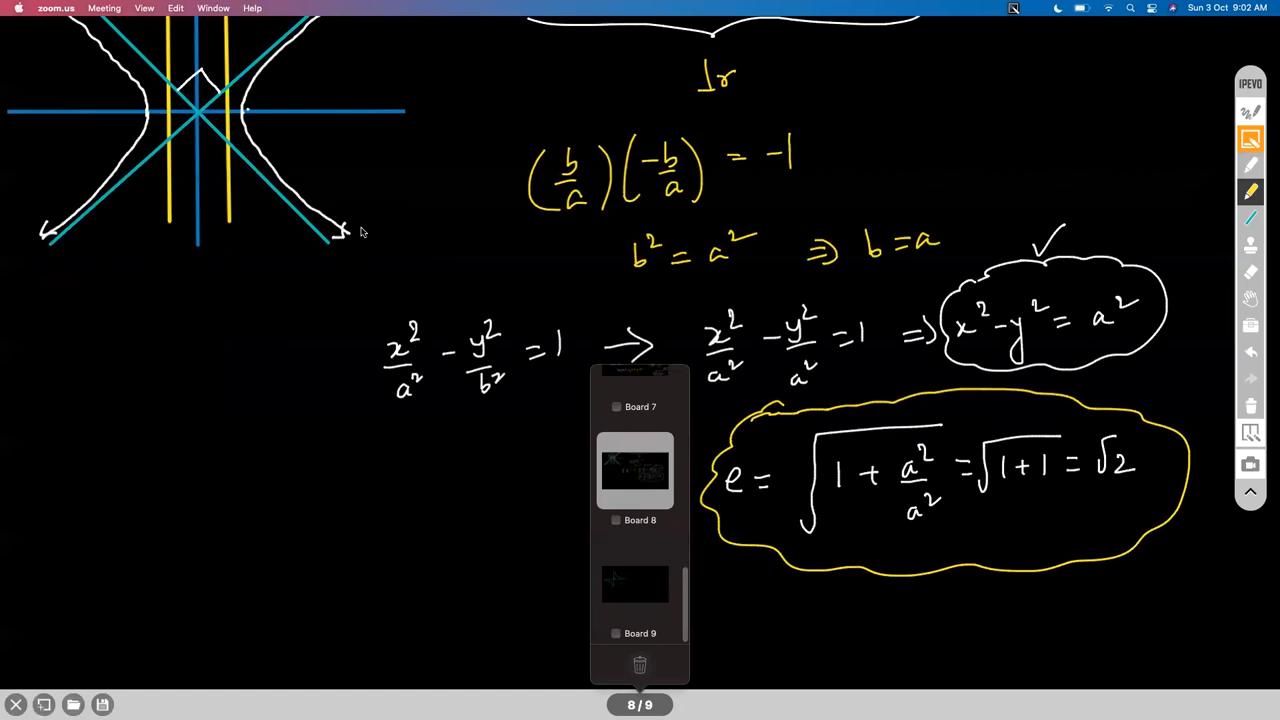 zoom.us Meeting View Edit Window Help Sun 3 Oct 9:02 AM
IPEVO
⊥r
(b/a)(-b/a) = -1
b² = a² ⇒ b = a
x²/a² - y²/b² = 1 → x²/a² - y²/a² = 1 ⇒ x² - y² = a²
e = √(1 + a²/a²) = √(1+1) = √2
Board 7
Board 8
Board 9
8 / 9